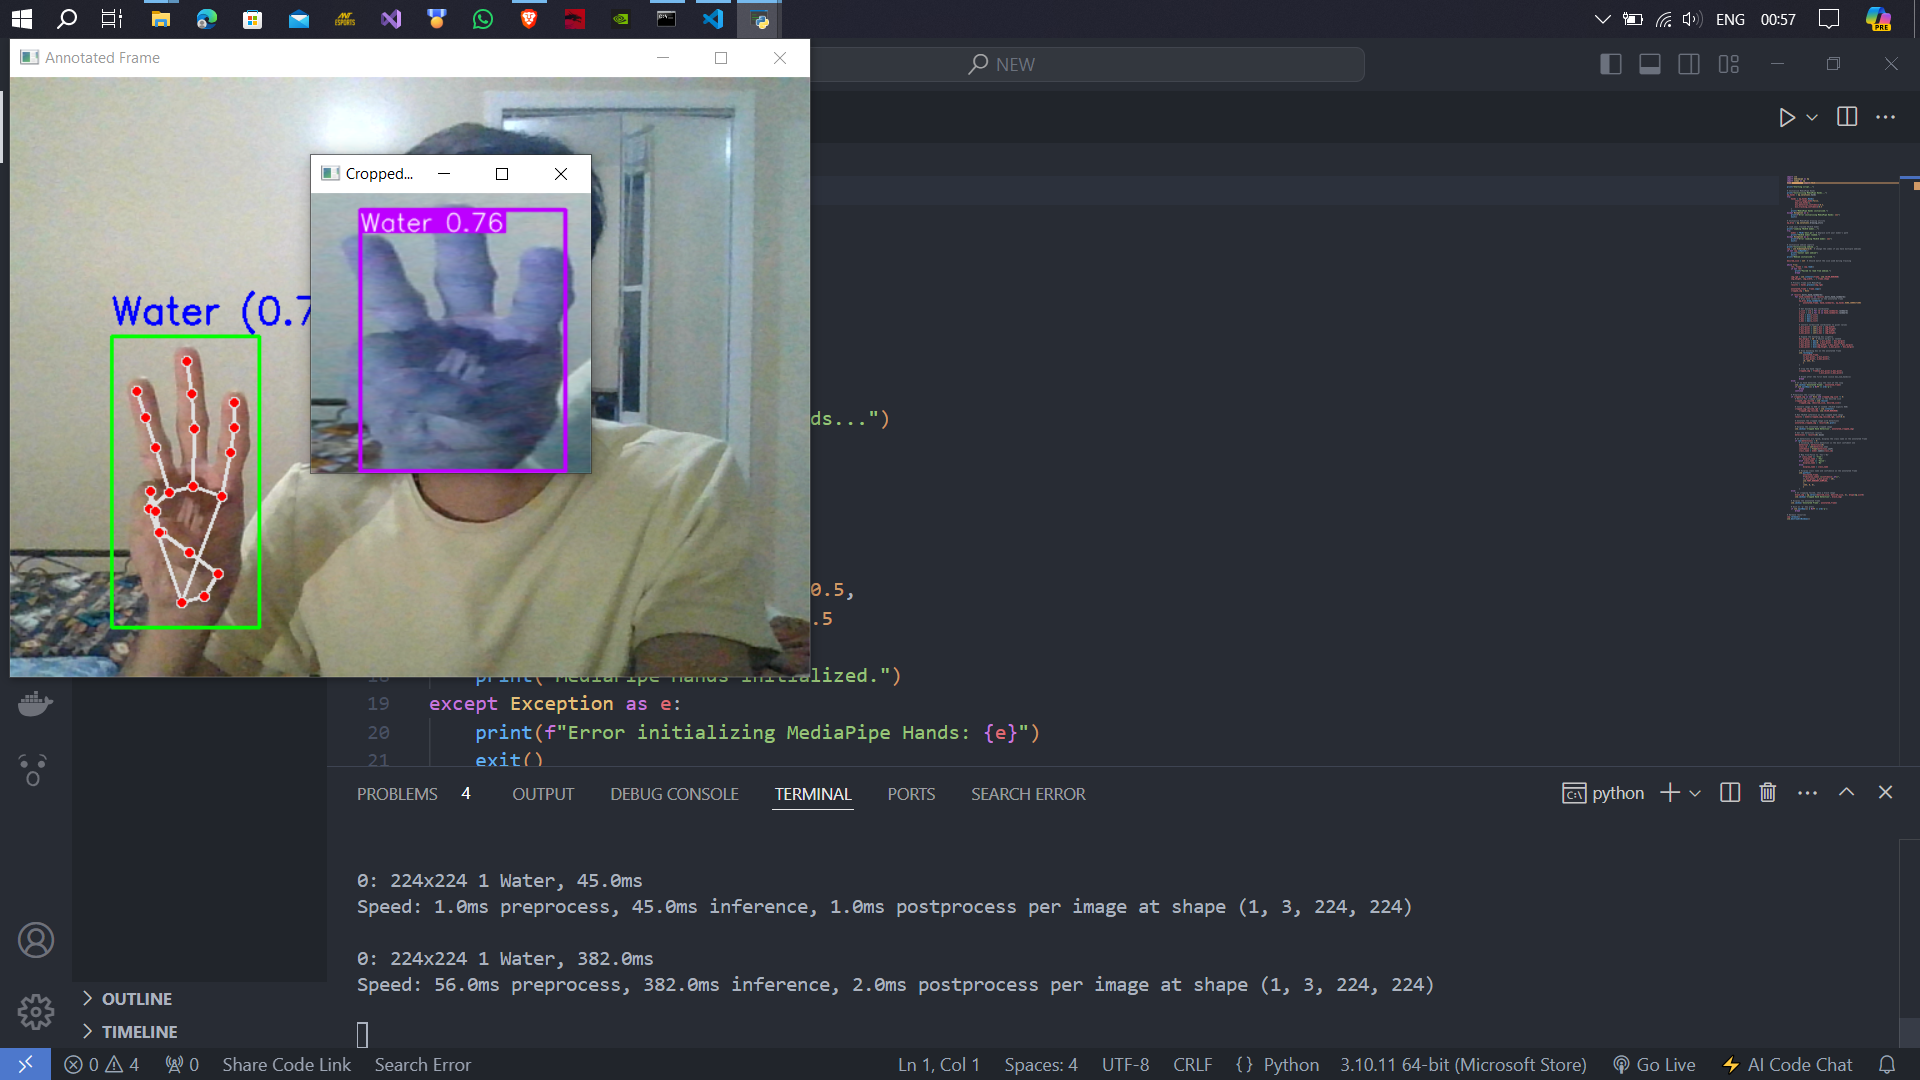 ENG
00:57
Annotated Frame
NEW
Cropped...
Water 0.76
Water (0.7
ds...")
0.5,
.5
ialized.")
19 except Exception as e:
20 print(f"Error initializing MediaPipe Hands: {e}")
21 exit()
PROBLEMS 4 OUTPUT DEBUG CONSOLE TERMINAL PORTS SEARCH ERROR
python
0: 224x224 1 Water, 45.0ms
Speed: 1.0ms preprocess, 45.0ms inference, 1.0ms postprocess per image at shape (1, 3, 224, 224)
0: 224x224 1 Water, 382.0ms
Speed: 56.0ms preprocess, 382.0ms inference, 2.0ms postprocess per image at shape (1, 3, 224, 224)
OUTLINE
TIMELINE
0 4 0 Share Code Link Search Error Ln 1, Col 1 Spaces: 4 UTF-8 CRLF {} Python 3.10.11 64-bit (Microsoft Store) Go Live AI Code Chat